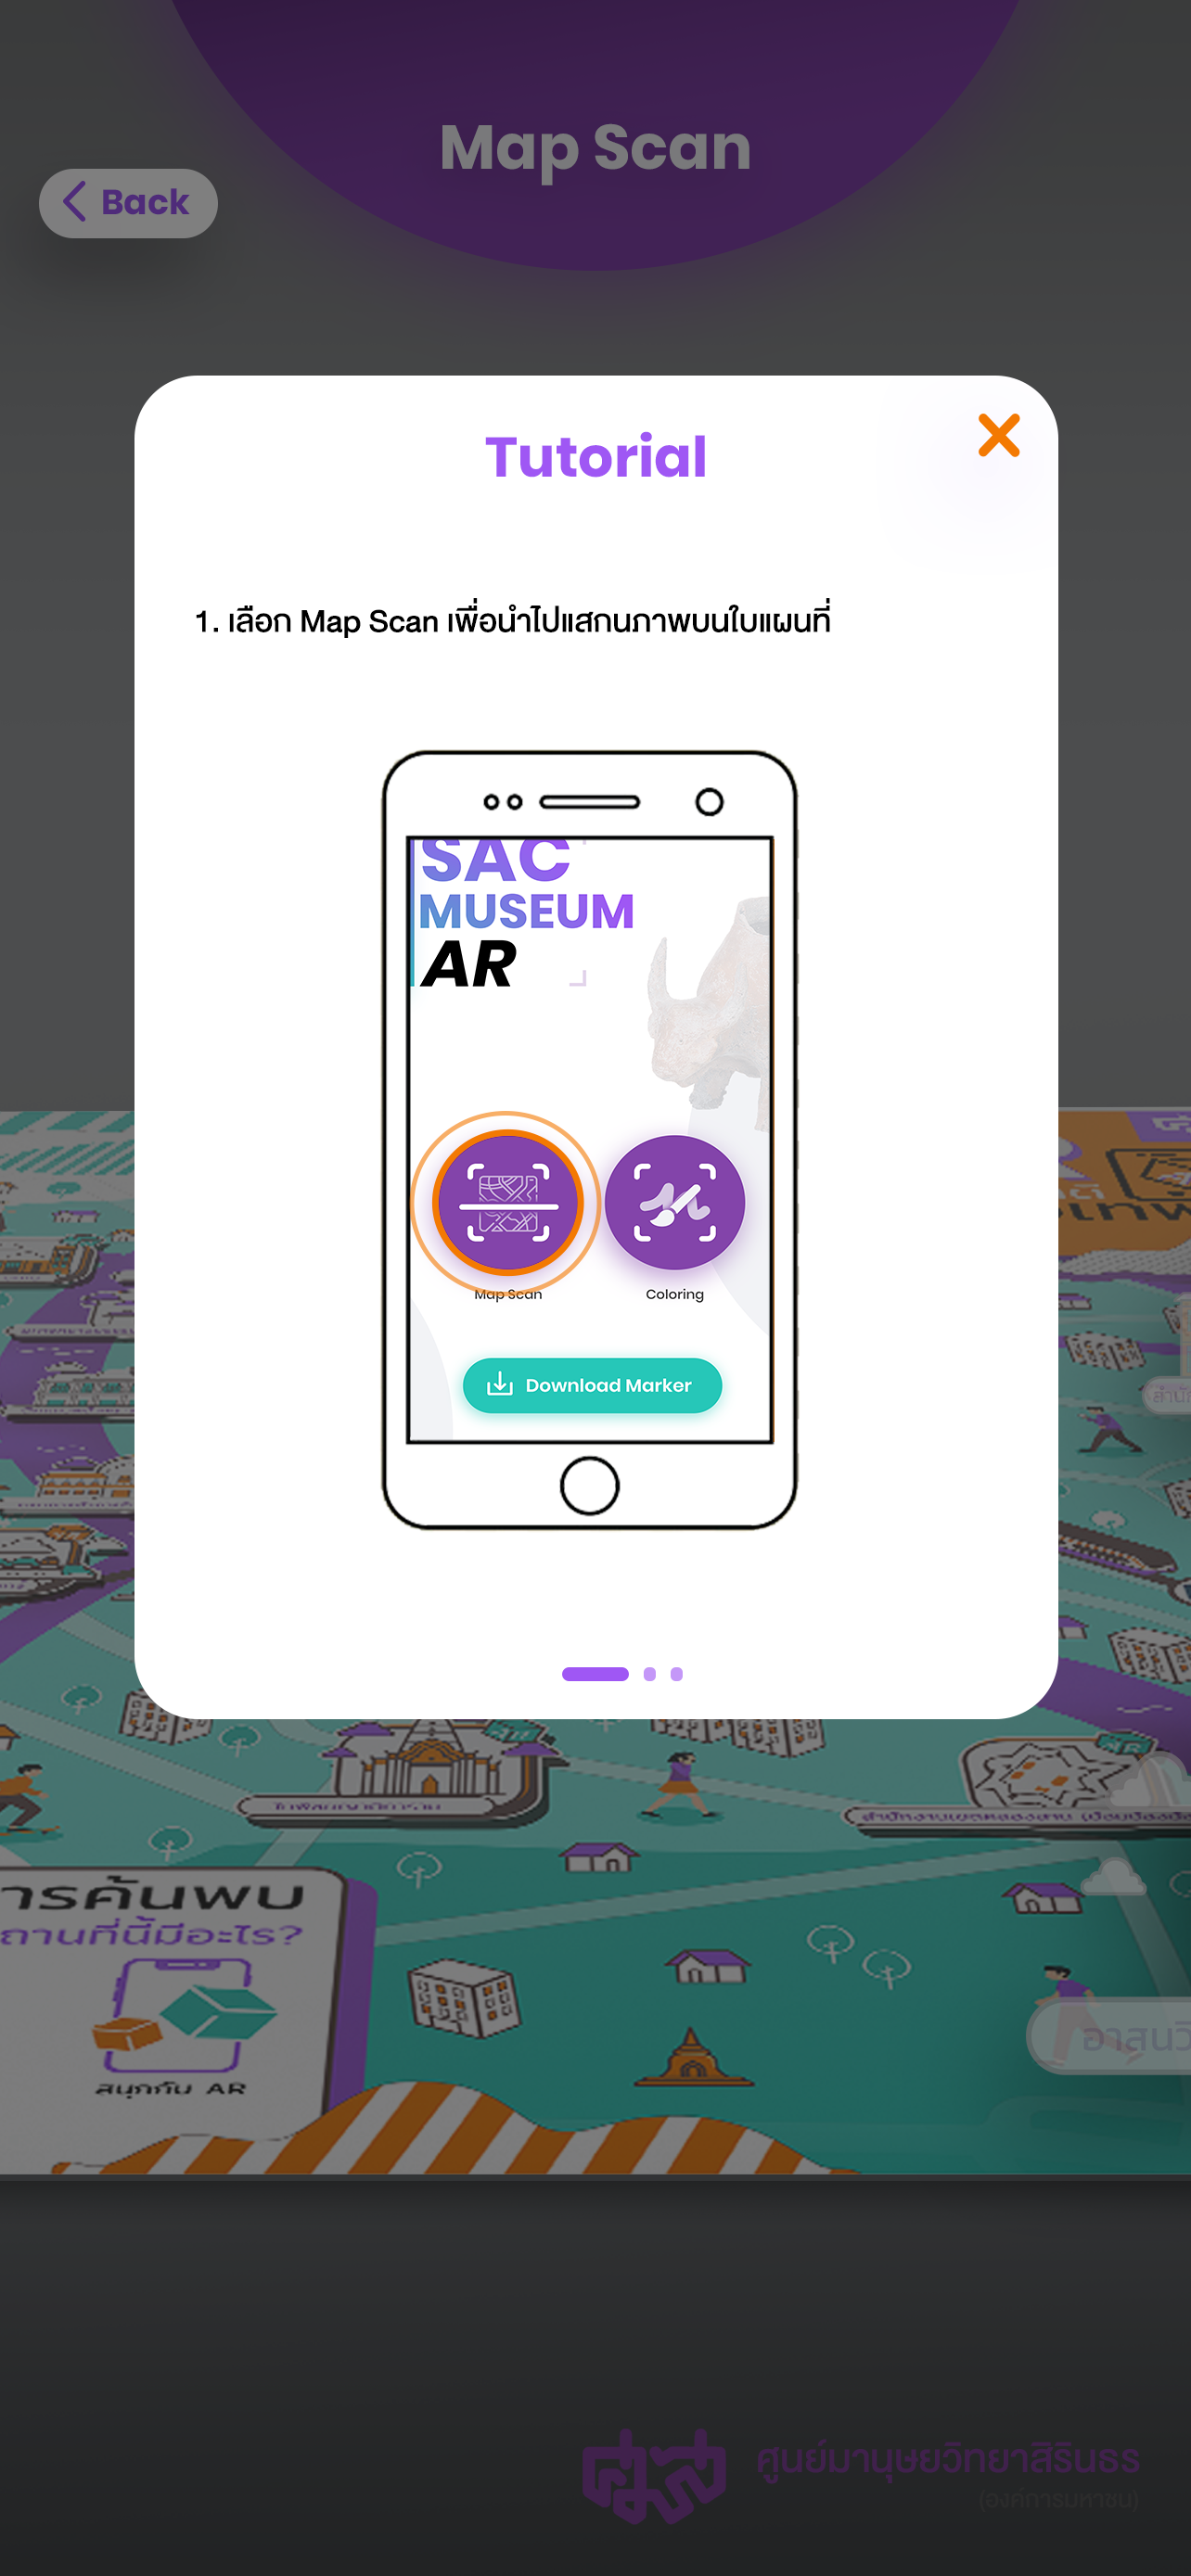 Map Scan
Back
Tutorial
1. เลือก Map Scan เพื่อนำไปแสกนภาพบนใบแผนที่
SAC
MUSEUM
AR
Map Scan
Coloring
Download Marker
ารค้นพบ
ถานที่นี้มีอะไร?
สนุกกับ AR
อาสนวิ
ศูนย์มานุษยวิทยาสิรินธร
(องค์การมหาชน)